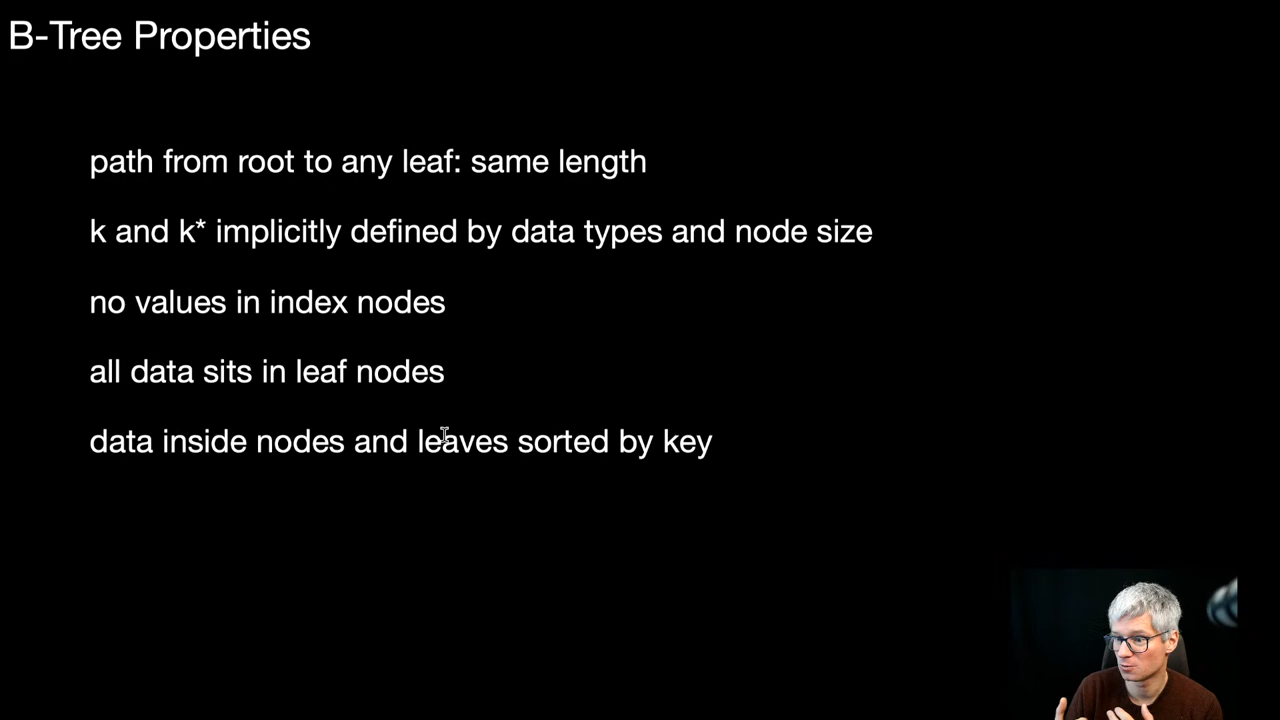 B-Tree Properties
path from root to any leaf: same length
k and k* implicitly defined by data types and node size
no values in index nodes
all data sits in leaf nodes
data inside nodes and leaves sorted by key